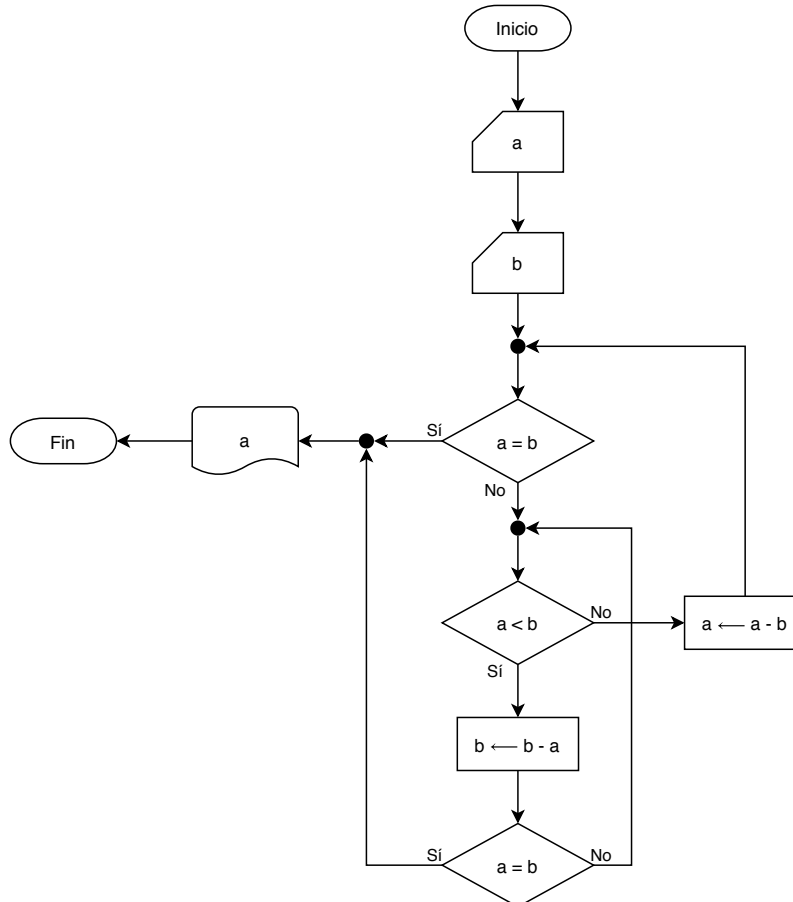 Inicio
a
b
Sí
a = b
No
Fin
a
a < b
No
Sí
a ⟵ a - b
b ⟵ b - a
Sí
a = b
No